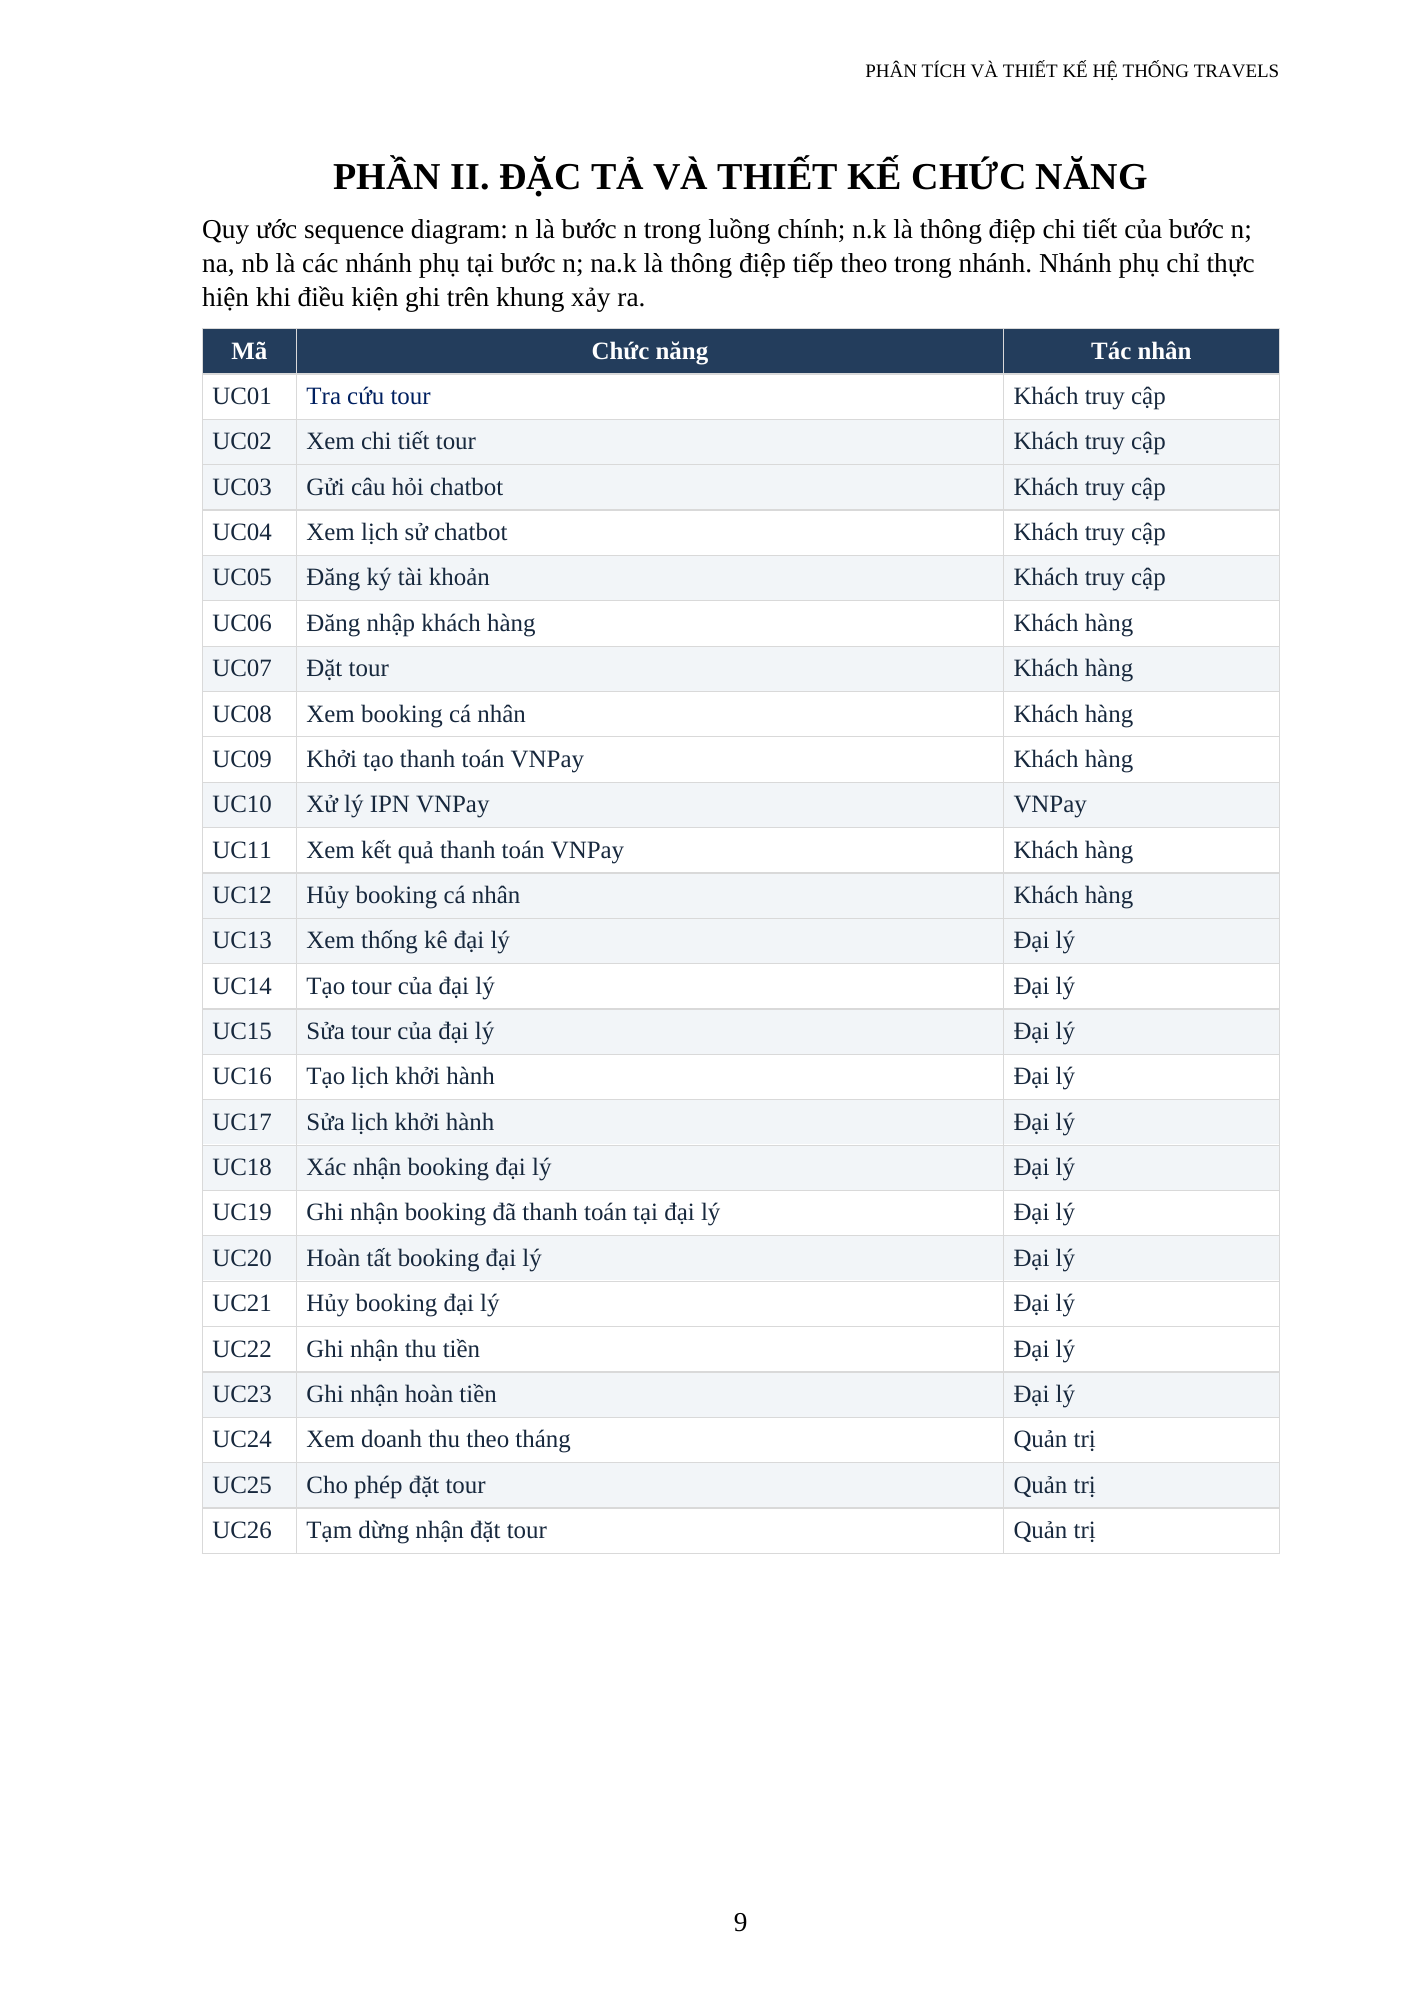 PHÂN TÍCH VÀ THIẾT KẾ HỆ THỐNG TRAVELS
PHẦN II. ĐẶC TẢ VÀ THIẾT KẾ CHỨC NĂNG
Quy ước sequence diagram: n là bước n trong luồng chính; n.k là thông điệp chi tiết của bước n;
na, nb là các nhánh phụ tại bước n; na.k là thông điệp tiếp theo trong nhánh. Nhánh phụ chỉ thực
hiện khi điều kiện ghi trên khung xảy ra.
Mã Chức năng Tác nhân
UC01 Tra cứu tour Khách truy cập
UC02 Xem chi tiết tour Khách truy cập
UC03 Gửi câu hỏi chatbot Khách truy cập
UC04 Xem lịch sử chatbot Khách truy cập
UC05 Đăng ký tài khoản Khách truy cập
UC06 Đăng nhập khách hàng Khách hàng
UC07 Đặt tour Khách hàng
UC08 Xem booking cá nhân Khách hàng
UC09 Khởi tạo thanh toán VNPay Khách hàng
UC10 Xử lý IPN VNPay VNPay
UC11 Xem kết quả thanh toán VNPay Khách hàng
UC12 Hủy booking cá nhân Khách hàng
UC13 Xem thống kê đại lý Đại lý
UC14 Tạo tour của đại lý Đại lý
UC15 Sửa tour của đại lý Đại lý
UC16 Tạo lịch khởi hành Đại lý
UC17 Sửa lịch khởi hành Đại lý
UC18 Xác nhận booking đại lý Đại lý
UC19 Ghi nhận booking đã thanh toán tại đại lý Đại lý
UC20 Hoàn tất booking đại lý Đại lý
UC21 Hủy booking đại lý Đại lý
UC22 Ghi nhận thu tiền Đại lý
UC23 Ghi nhận hoàn tiền Đại lý
UC24 Xem doanh thu theo tháng Quản trị
UC25 Cho phép đặt tour Quản trị
UC26 Tạm dừng nhận đặt tour Quản trị
9